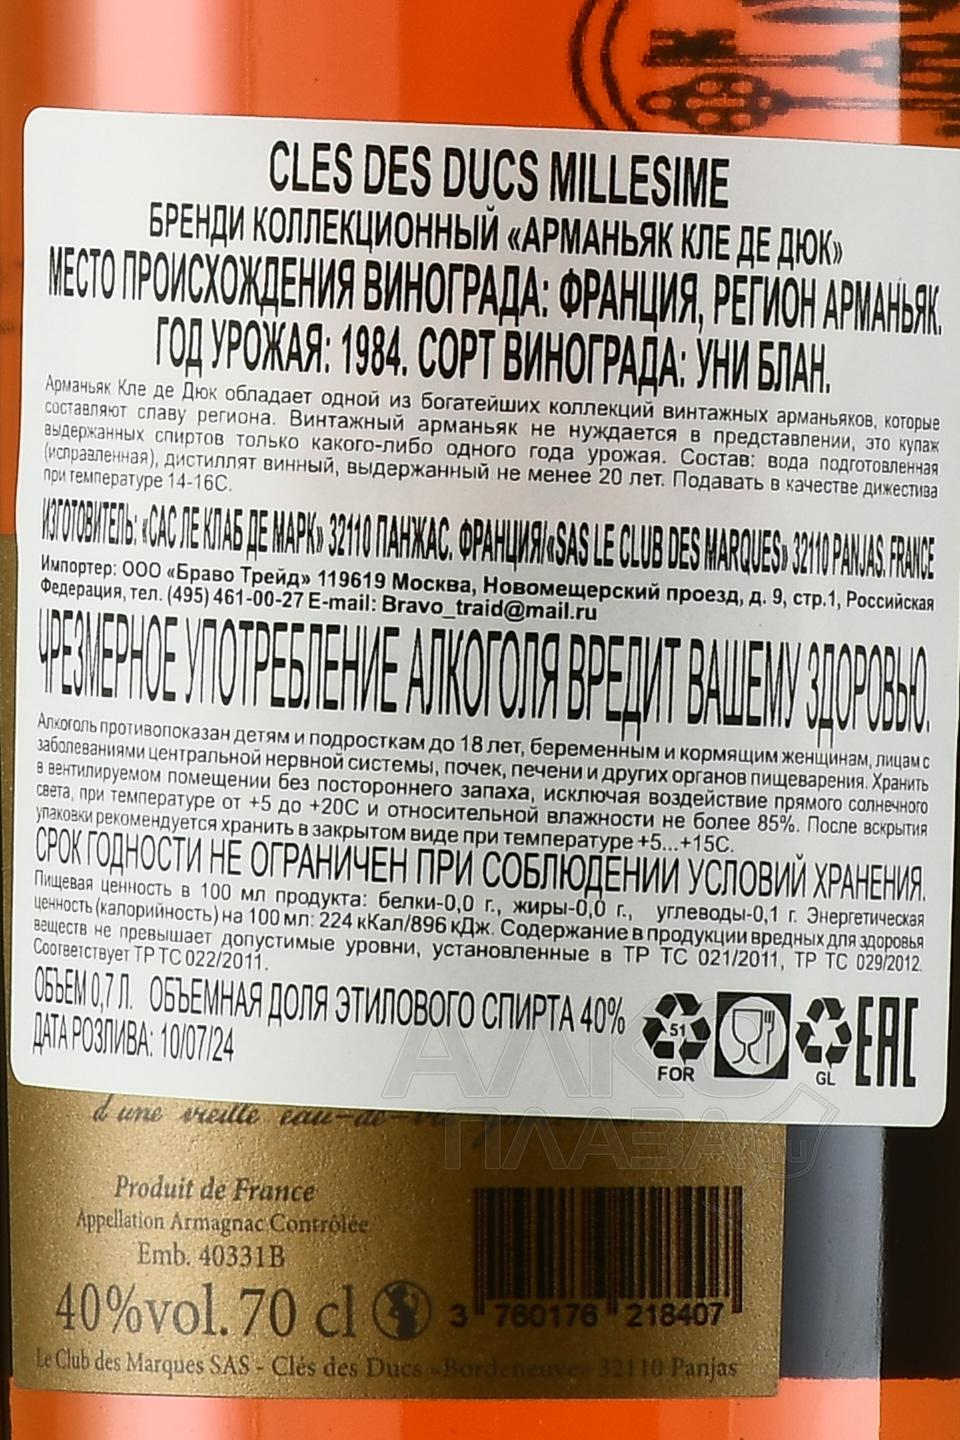 CLES DES DUCS MILLESIME
БРЕНДИ КОЛЛЕКЦИОННЫЙ «АРМАНЬЯК КЛЕ ДЕ ДЮК»
МЕСТО ПРОИСХОЖДЕНИЯ ВИНОГРАДА: ФРАНЦИЯ, РЕГИОН АРМАНЬЯК.
ГОД УРОЖАЯ: 1984. СОРТ ВИНОГРАДА: УНИ БЛАН.
Арманьяк Кле де Дюк обладает одной из богатейших коллекций винтажных арманьяков, которые
составляют славу региона. Винтажный арманьяк не нуждается в представлении, это купаж
выдержанных спиртов только какого-либо одного года урожая. Состав: вода подготовленная
(исправленная), дистиллят винный, выдержанный не менее 20 лет. Подавать в качестве дижестива
при температуре 14-16С.
ИЗГОТОВИТЕЛЬ: «САС ЛЕ КЛАБ ДЕ МАРК» 32110 ПАНЖАС. ФРАНЦИЯ/«SAS LE CLUB DES MARQUES» 32110 PANJAS. FRANCE
Импортер: ООО «Браво Трейд» 119619 Москва, Новомещерский проезд, д. 9, стр.1, Российская
Федерация, тел. (495) 461-00-27 E-mail: Bravo_traid@mail.ru
ЧРЕЗМЕРНОЕ УПОТРЕБЛЕНИЕ АЛКОГОЛЯ ВРЕДИТ ВАШЕМУ ЗДОРОВЬЮ.
Алкоголь противопоказан детям и подросткам до 18 лет, беременным и кормящим женщинам, лицам с
заболеваниями центральной нервной системы, почек, печени и других органов пищеварения. Хранить
в вентилируемом помещении без постороннего запаха, исключая воздействие прямого солнечного
света, при температуре от +5 до +20С и относительной влажности не более 85%. После вскрытия
упаковки рекомендуется хранить в закрытом виде при температуре +5...+15С.
СРОК ГОДНОСТИ НЕ ОГРАНИЧЕН ПРИ СОБЛЮДЕНИИ УСЛОВИЙ ХРАНЕНИЯ.
Пищевая ценность в 100 мл продукта: белки-0,0 г., жиры-0,0 г., углеводы-0,1 г. Энергетическая
ценность (калорийность) на 100 мл: 224 кКал/896 кДж. Содержание в продукции вредных для здоровья
веществ не превышает допустимые уровни, установленные в ТР ТС 021/2011, ТР ТС 029/2012.
Соответствует ТР ТС 022/2011.
ОБЪЕМ 0,7 Л. ОБЪЕМНАЯ ДОЛЯ ЭТИЛОВОГО СПИРТА 40%
ДАТА РОЗЛИВА: 10/07/24
51
FOR
GL
EAC
АЛКО
ПЛАЗА.ru
d'une vieille eau-de-
Produit de France
Appellation Armagnac Contrôlée
Emb. 40331B
40%vol. 70 cl
3 760176 218407
Le Club des Marques SAS - Clés des Ducs «Bordeneuve» 32110 Panjas